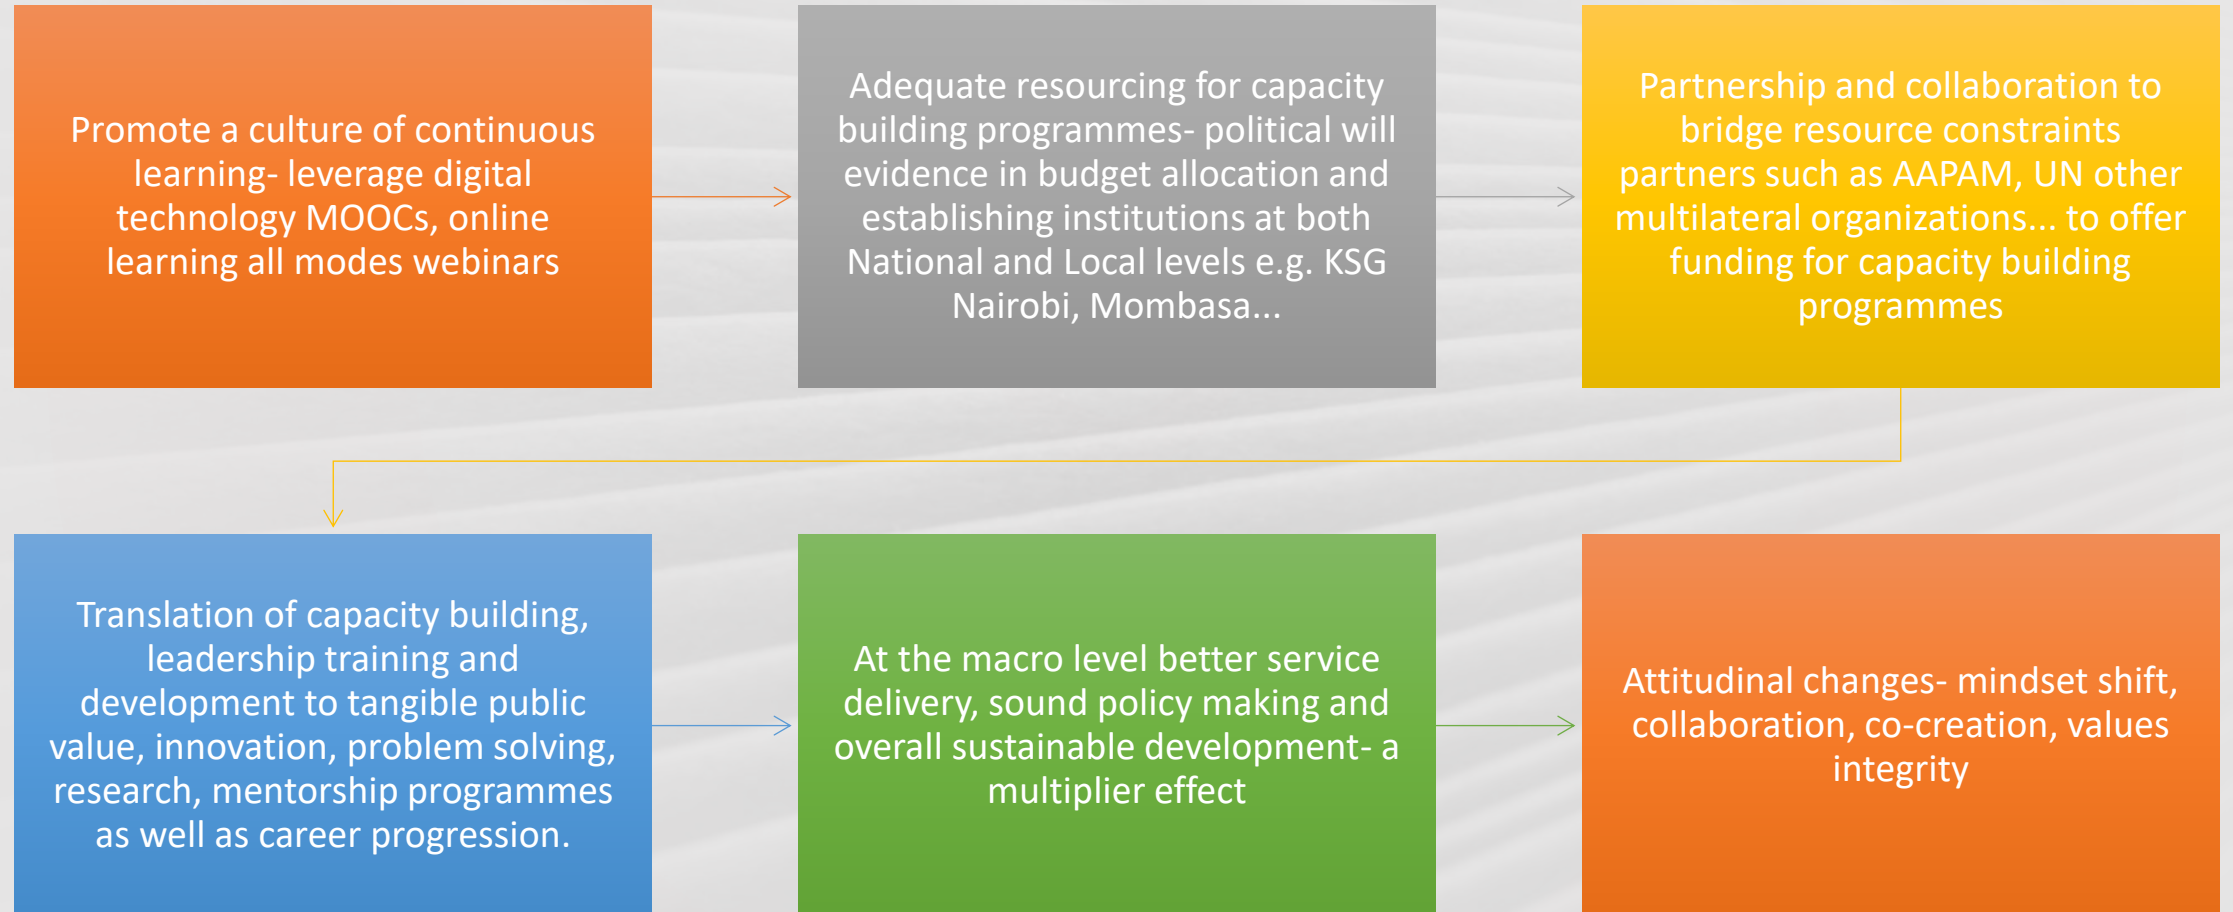 Promote a culture of continuous
learning- leverage digital
technology MOOCs, online
learning all modes webinars
Adequate resourcing for capacity
building programmes- political will
evidence in budget allocation and
establishing institutions at both
National and Local levels e.g. KSG
Nairobi, Mombasa...
Partnership and collaboration to
bridge resource constraints
partners such as AAPAM, UN other
multilateral organizations... to offer
funding for capacity building
programmes
Translation of capacity building,
leadership training and
development to tangible public
value, innovation, problem solving,
research, mentorship programmes
as well as career progression.
At the macro level better service
delivery, sound policy making and
overall sustainable development- a
multiplier effect
Attitudinal changes- mindset shift,
collaboration, co-creation, values
integrity